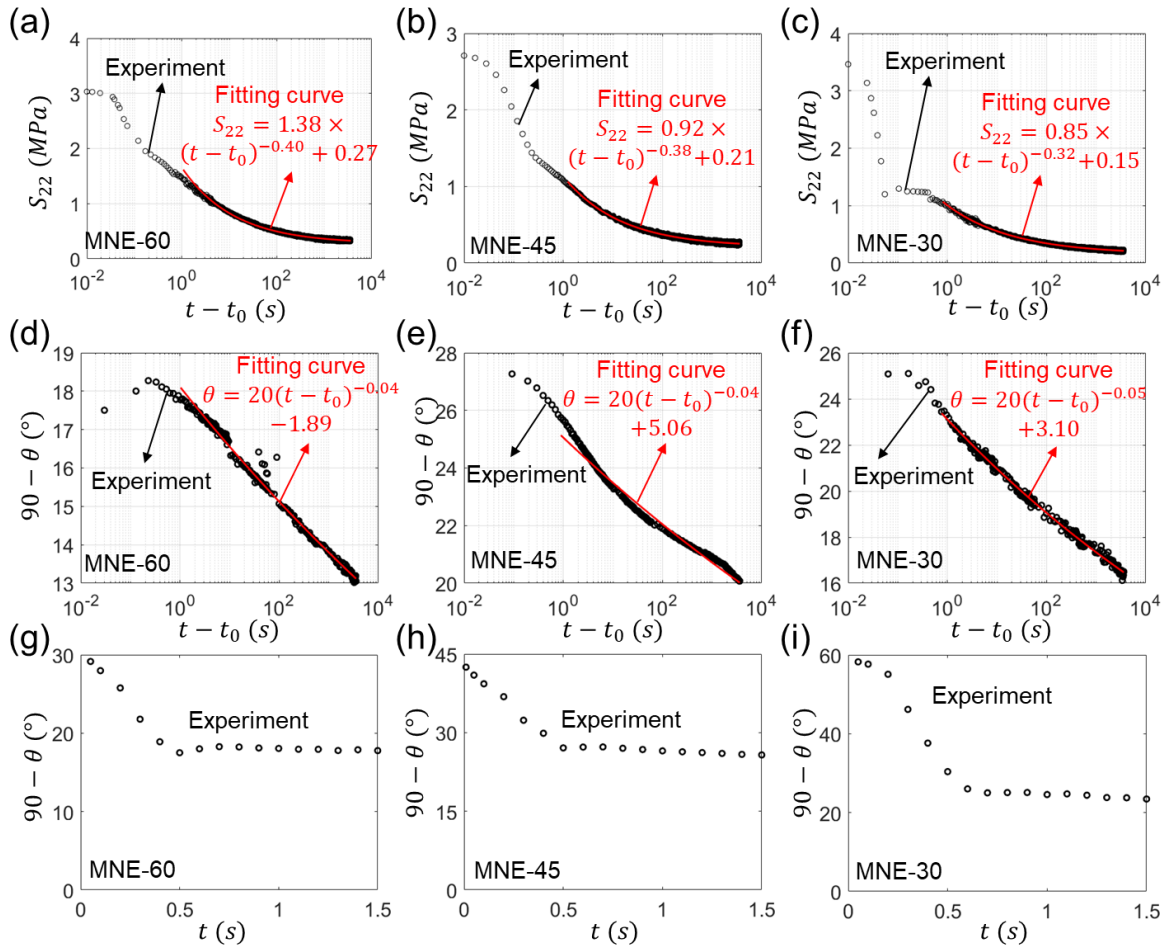 (a)
4
3
2
1
0
S₂₂ (MPa)
Experiment
Fitting curve
S₂₂ = 1.38 ×
(t − t₀)⁻⁰·⁴⁰ + 0.27
MNE-60
10⁻² 10⁰ 10² 10⁴
t − t₀ (s)
(b)
3
2
1
0
S₂₂ (MPa)
Experiment
Fitting curve
S₂₂ = 0.92 ×
(t − t₀)⁻⁰·³⁸+0.21
MNE-45
10⁻² 10⁰ 10² 10⁴
t − t₀ (s)
(c)
4
3
2
1
0
S₂₂ (MPa)
Experiment
Fitting curve
S₂₂ = 0.85 ×
(t − t₀)⁻⁰·³²+0.15
MNE-30
10⁻² 10⁰ 10² 10⁴
t − t₀ (s)
(d)
19
18
17
16
15
14
13
90 − θ (°)
Fitting curve
θ = 20(t − t₀)⁻⁰·⁰⁴
−1.89
Experiment
MNE-60
10⁻² 10⁰ 10² 10⁴
t − t₀ (s)
(e)
28
26
24
22
20
90 − θ (°)
Fitting curve
θ = 20(t − t₀)⁻⁰·⁰⁴
+5.06
Experiment
MNE-45
10⁻² 10⁰ 10² 10⁴
t − t₀ (s)
(f)
26
24
22
20
18
16
90 − θ (°)
Fitting curve
θ = 20(t − t₀)⁻⁰·⁰⁵
+3.10
Experiment
MNE-30
10⁻² 10⁰ 10² 10⁴
t − t₀ (s)
(g)
30
20
10
0
90 − θ (°)
Experiment
MNE-60
0 0.5 1 1.5
t (s)
(h)
45
30
15
0
90 − θ (°)
Experiment
MNE-45
0 0.5 1 1.5
t (s)
(i)
60
40
20
0
90 − θ (°)
Experiment
MNE-30
0 0.5 1 1.5
t (s)